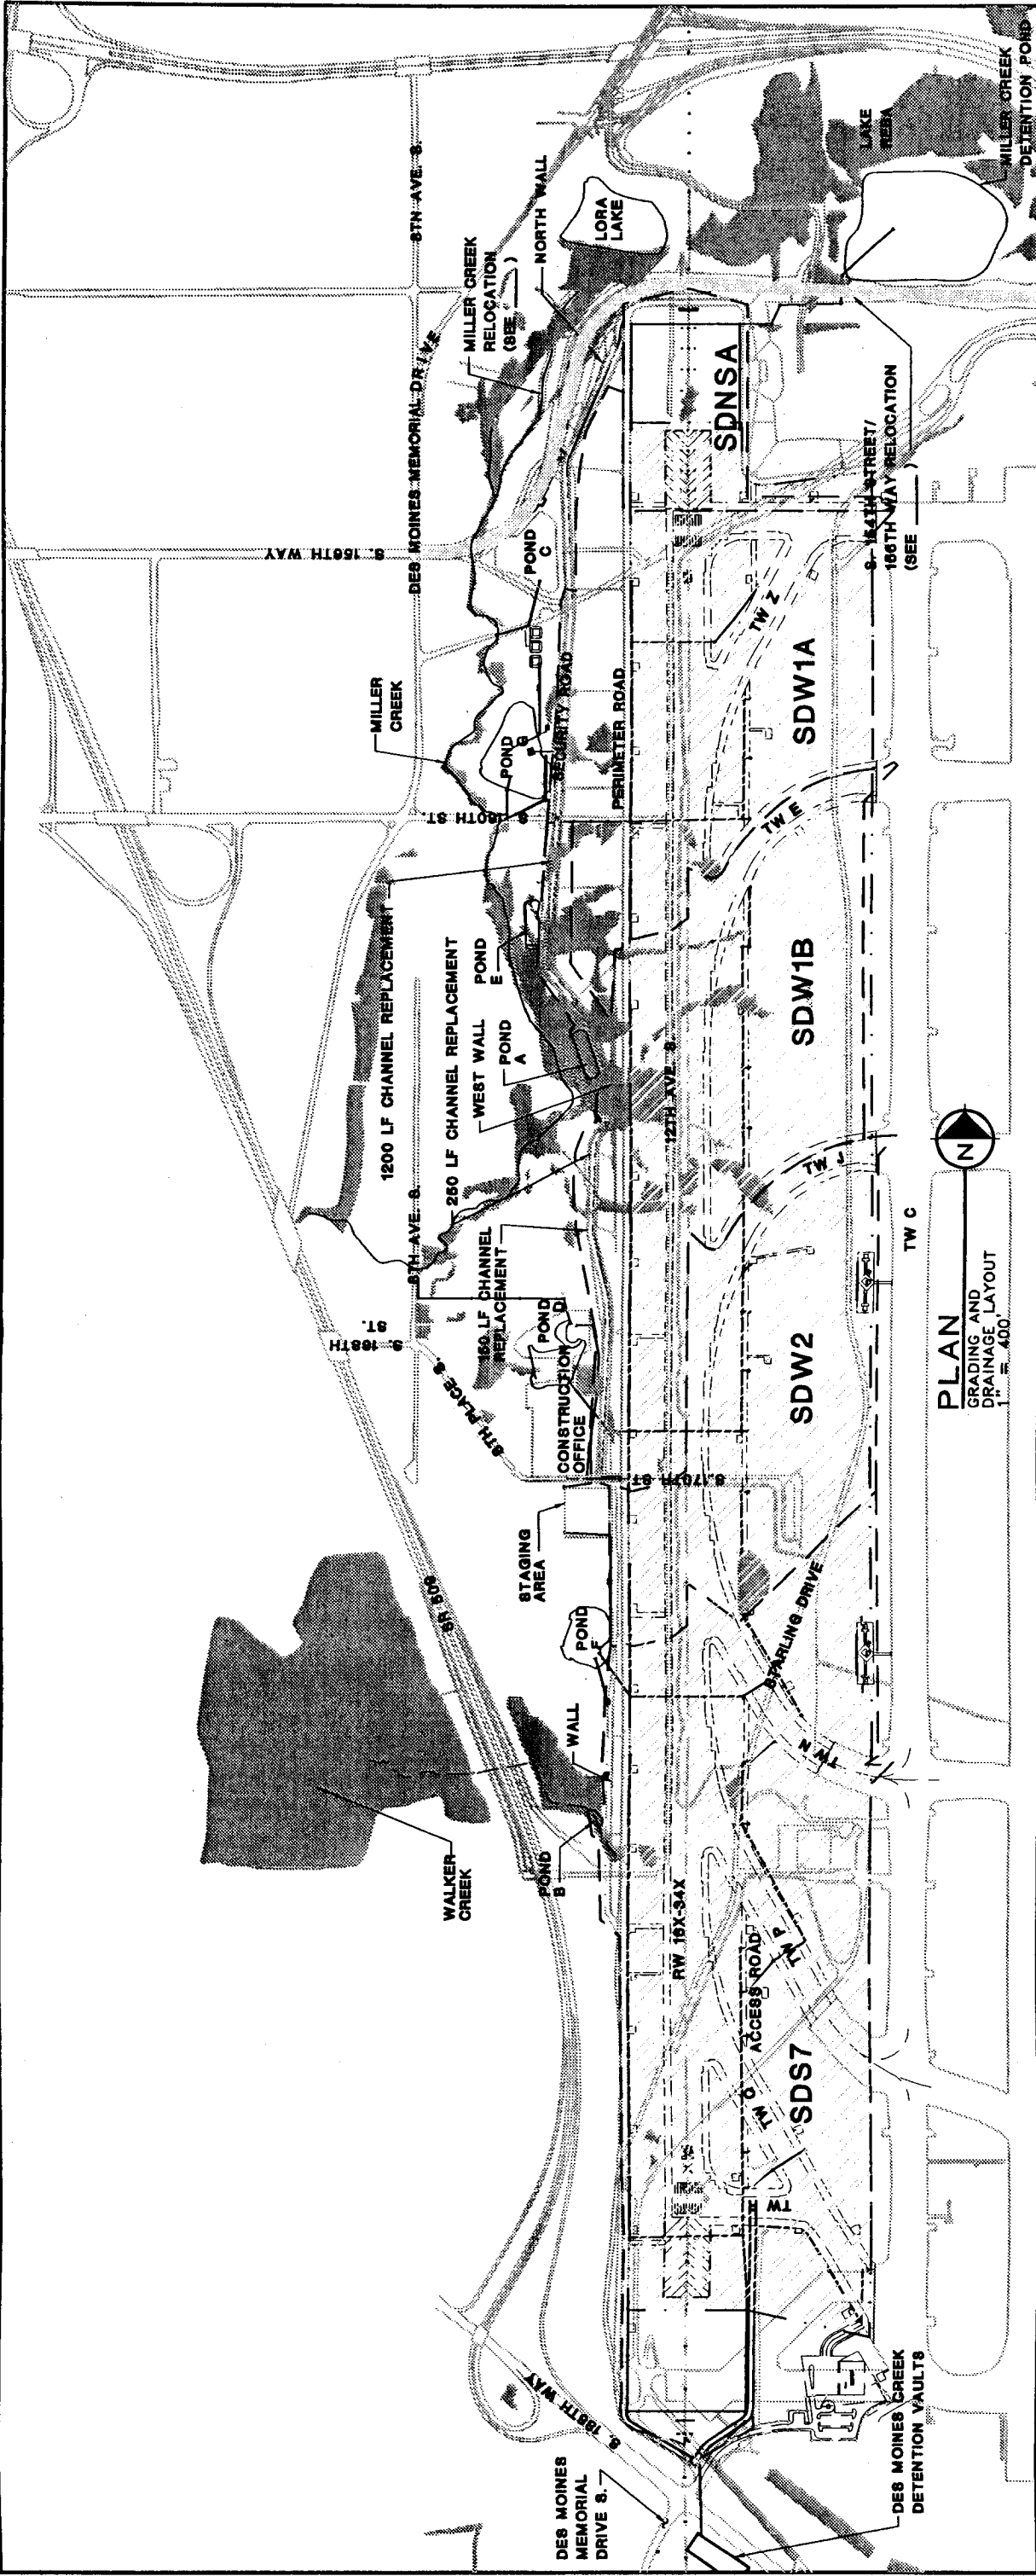 DES MOINES
MEMORIAL
DRIVE S.
S. 188TH WAY
DES MOINES CREEK
DETENTION VAULTS
WALKER
CREEK
SR 509
POND
B
WALL
POND
F
STAGING
AREA
CONSTRUCTION
OFFICE
POND
D
8TH PLACE S.
S. 168TH
ST.
8TH AVE. S.
150 LF CHANNEL
REPLACEMENT
250 LF CHANNEL REPLACEMENT
1200 LF CHANNEL REPLACEMENT
WEST WALL
POND
A
POND
E
S. 160TH ST.
MILLER
CREEK
POND
G
POND
C
SECURITY ROAD
PERIMETER ROAD
S. 156TH WAY
DES MOINES MEMORIAL DRIVE
8TH AVE. S.
MILLER CREEK
RELOCATION
(SEE )
NORTH WALL
LORA
LAKE
LAKE
REBA
MILLER CREEK
DETENTION POND
S. 154TH STREET/
156TH WAY RELOCATION
(SEE )
SDS7
SDW2
SDW1B
SDW1A
SDNSA
RW 16X-34X
ACCESS ROAD
TW
TW Q
TW P
TW N
STARLING DRIVE
S.170TH ST
12TH AVE. S.
TW J
TW E
TW Z
TW C
N
PLAN
GRADING AND
DRAINAGE LAYOUT
1" = 400'